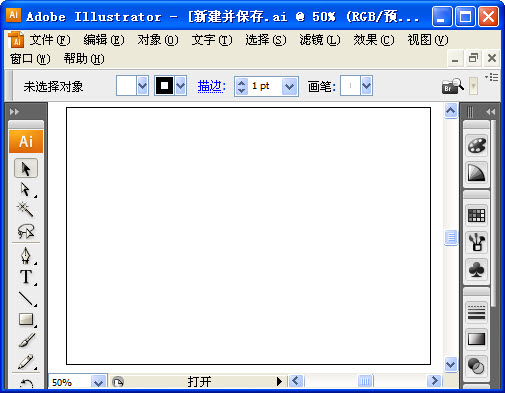 Adobe Illustrator - [新建并保存.ai @ 50% (RGB/预...
文件(F) 编辑(E) 对象(O) 文字(T) 选择(S) 滤镜(L) 效果(C) 视图(V)
窗口(W) 帮助(H)
未选择对象 描边: 1 pt 画笔: Br
Ai
T
50% 打开